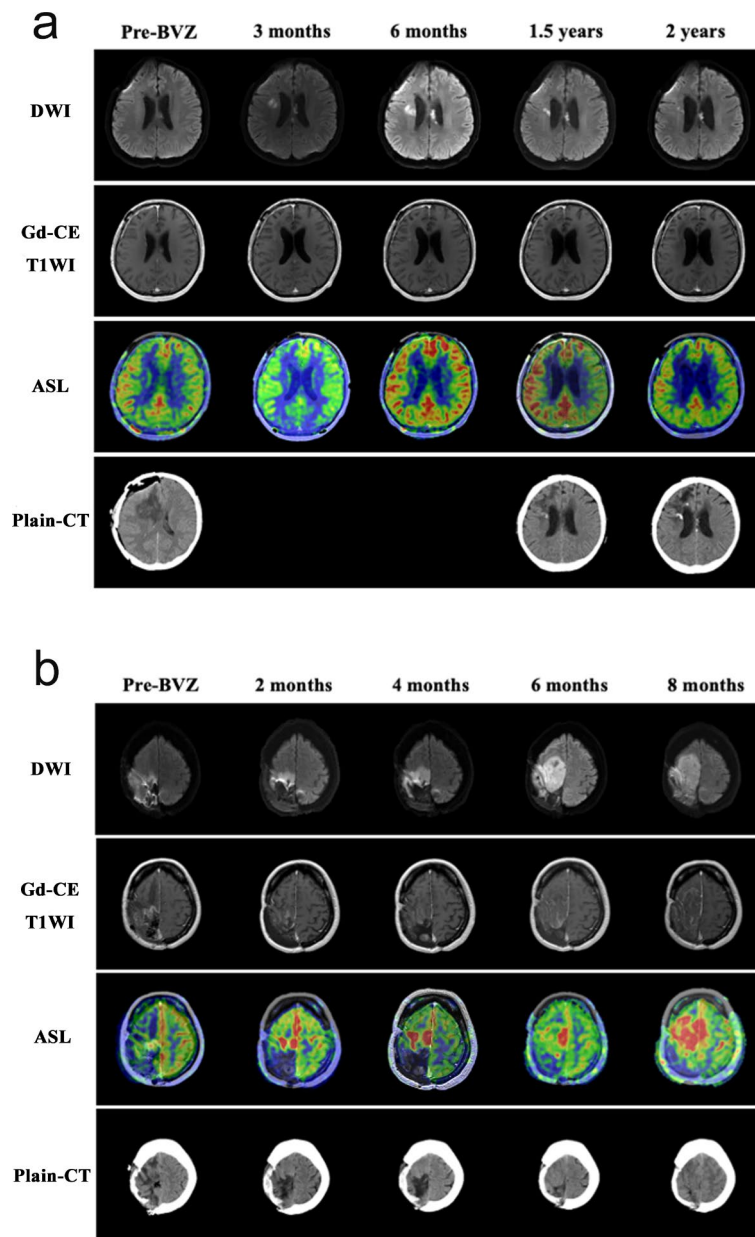 a
Pre-BVZ 3 months 6 months 1.5 years 2 years
DWI
Gd-CE
T1WI
ASL
Plain-CT
b
Pre-BVZ 2 months 4 months 6 months 8 months
DWI
Gd-CE
T1WI
ASL
Plain-CT